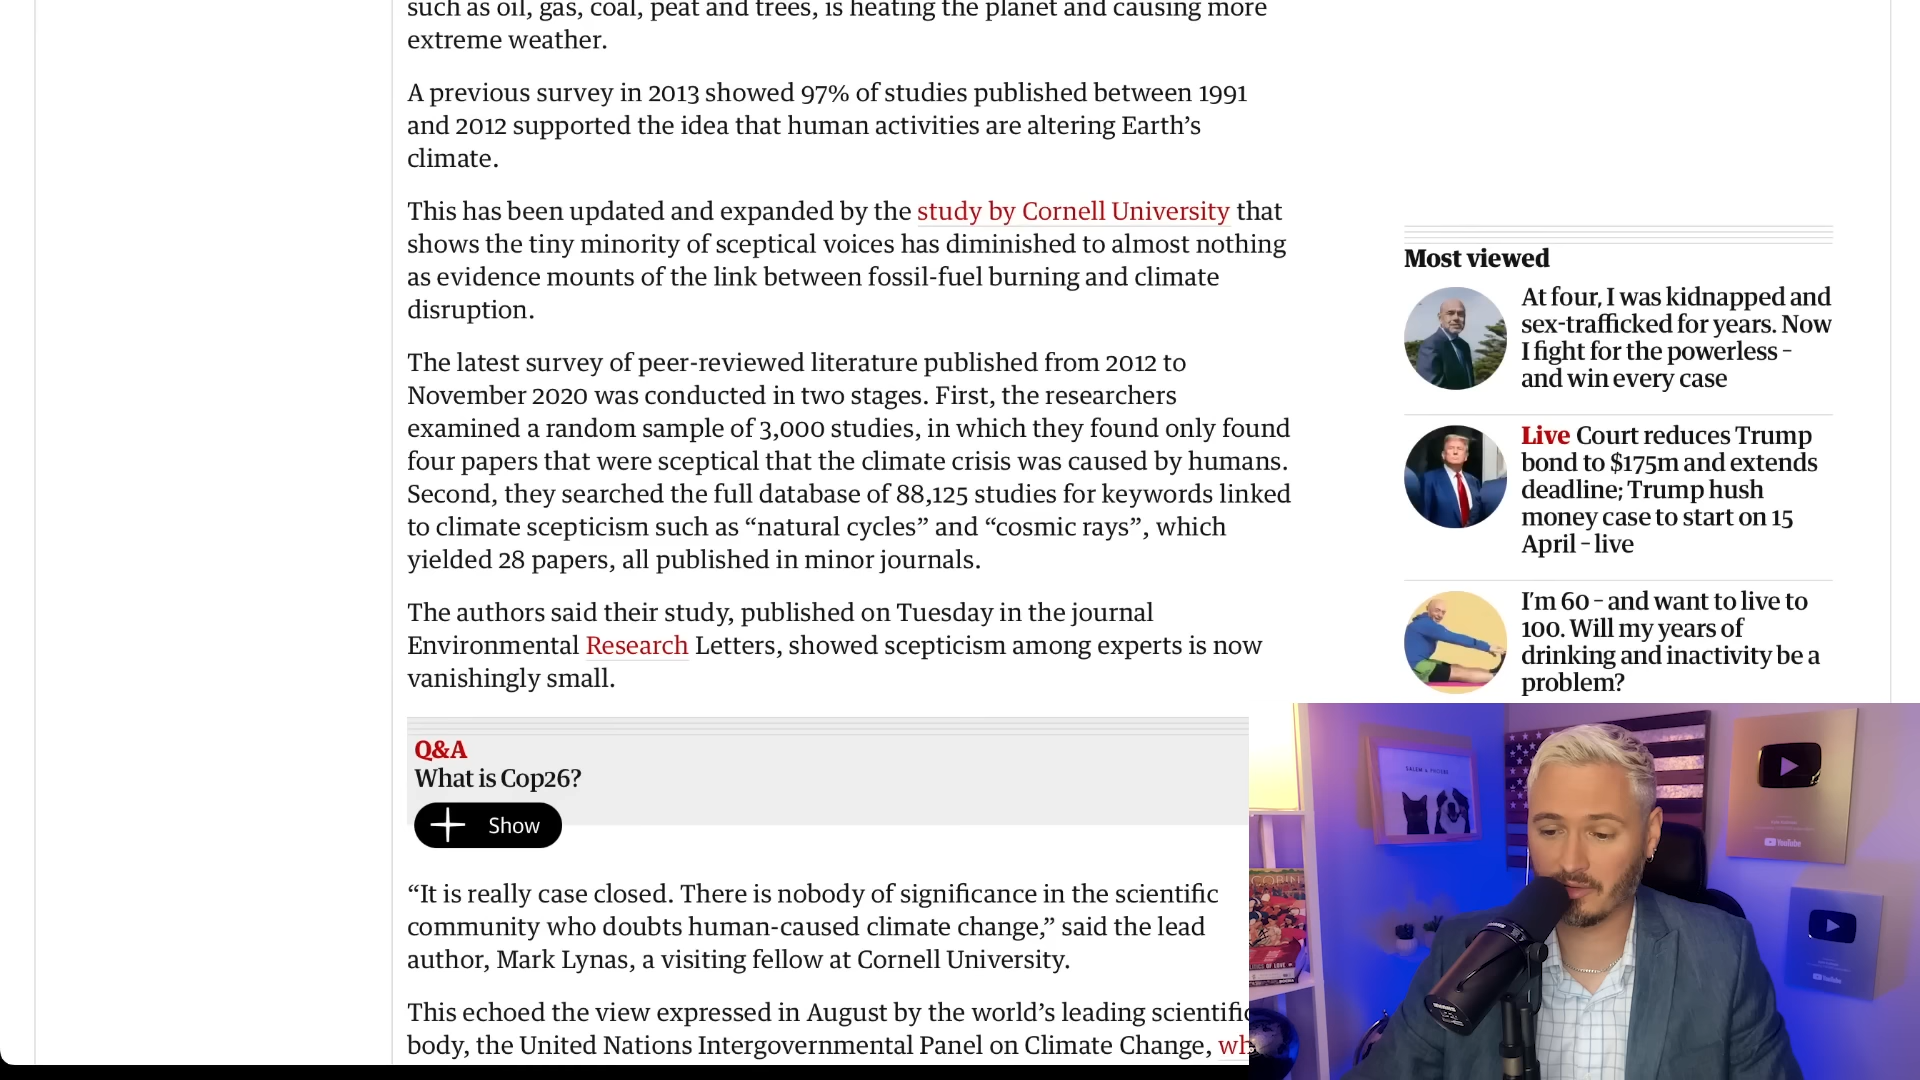 such as oil, gas, coal, peat and trees, is heating the planet and causing more
extreme weather.
A previous survey in 2013 showed 97% of studies published between 1991
and 2012 supported the idea that human activities are altering Earth’s
climate.
This has been updated and expanded by the study by Cornell University that
shows the tiny minority of sceptical voices has diminished to almost nothing
as evidence mounts of the link between fossil-fuel burning and climate
disruption.
The latest survey of peer-reviewed literature published from 2012 to
November 2020 was conducted in two stages. First, the researchers
examined a random sample of 3,000 studies, in which they found only found
four papers that were sceptical that the climate crisis was caused by humans.
Second, they searched the full database of 88,125 studies for keywords linked
to climate scepticism such as “natural cycles” and “cosmic rays”, which
yielded 28 papers, all published in minor journals.
The authors said their study, published on Tuesday in the journal
Environmental Research Letters, showed scepticism among experts is now
vanishingly small.
Q&A
What is Cop26?
Show
“It is really case closed. There is nobody of significance in the scientific
community who doubts human-caused climate change,” said the lead
author, Mark Lynas, a visiting fellow at Cornell University.
This echoed the view expressed in August by the world’s leading scientific
body, the United Nations Intergovernmental Panel on Climate Change,
Most viewed
At four, I was kidnapped and
sex-trafficked for years. Now
I fight for the powerless –
and win every case
Live Court reduces Trump
bond to $175m and extends
deadline; Trump hush
money case to start on 15
April – live
I’m 60 – and want to live to
100. Will my years of
drinking and inactivity be a
problem?
SALEM & PHOEBE
YouTube
YouTube